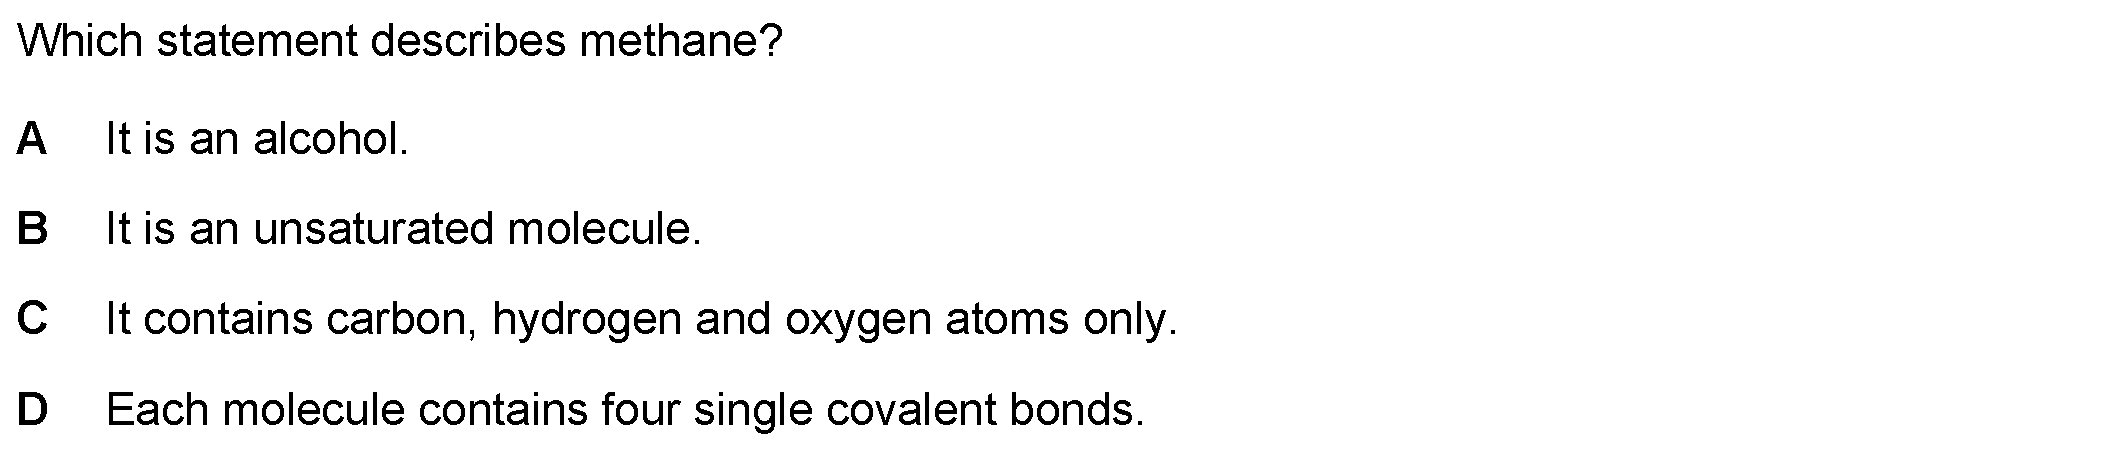 Which statement describes methane?
A It is an alcohol.
B It is an unsaturated molecule.
C It contains carbon, hydrogen and oxygen atoms only.
D Each molecule contains four single covalent bonds.